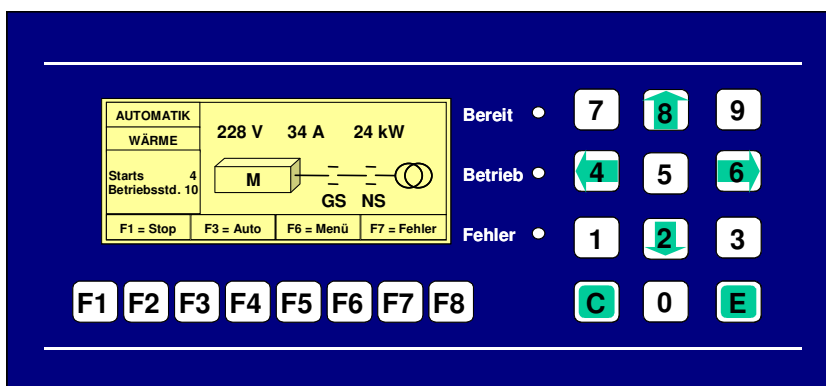 AUTOMATIK
WÄRME
228 V 34 A 24 kW
Starts 4
Betriebsstd. 10
M
GS NS
F1 = Stop F3 = Auto F6 = Menü F7 = Fehler
Bereit
Betrieb
Fehler
7 8 9
4 5 6
1 2 3
C 0 E
F1 F2 F3 F4 F5 F6 F7 F8